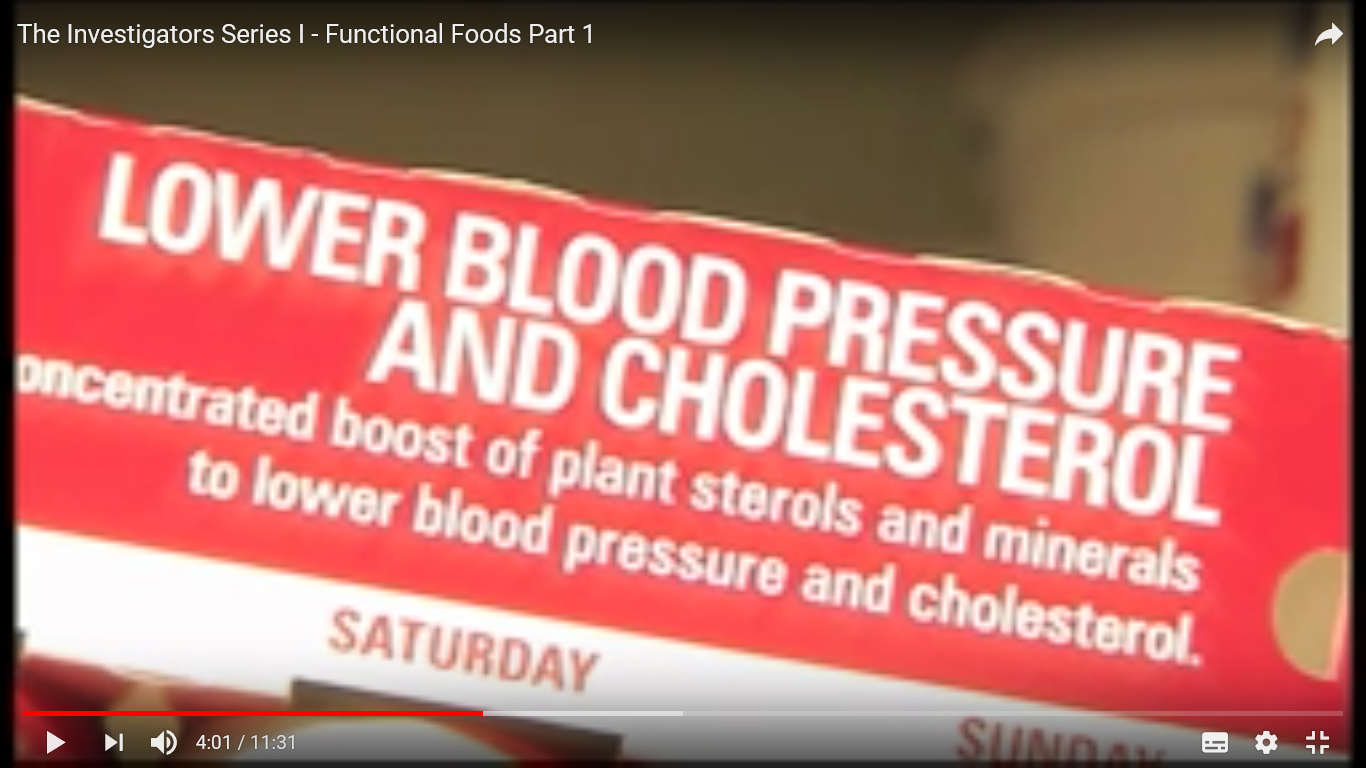 The Investigators Series I - Functional Foods Part 1
LOWER BLOOD PRESSURE
AND CHOLESTEROL
oncentrated boost of plant sterols and minerals
to lower blood pressure and cholesterol.
SATURDAY
SUNDAY
4:01 / 11:31